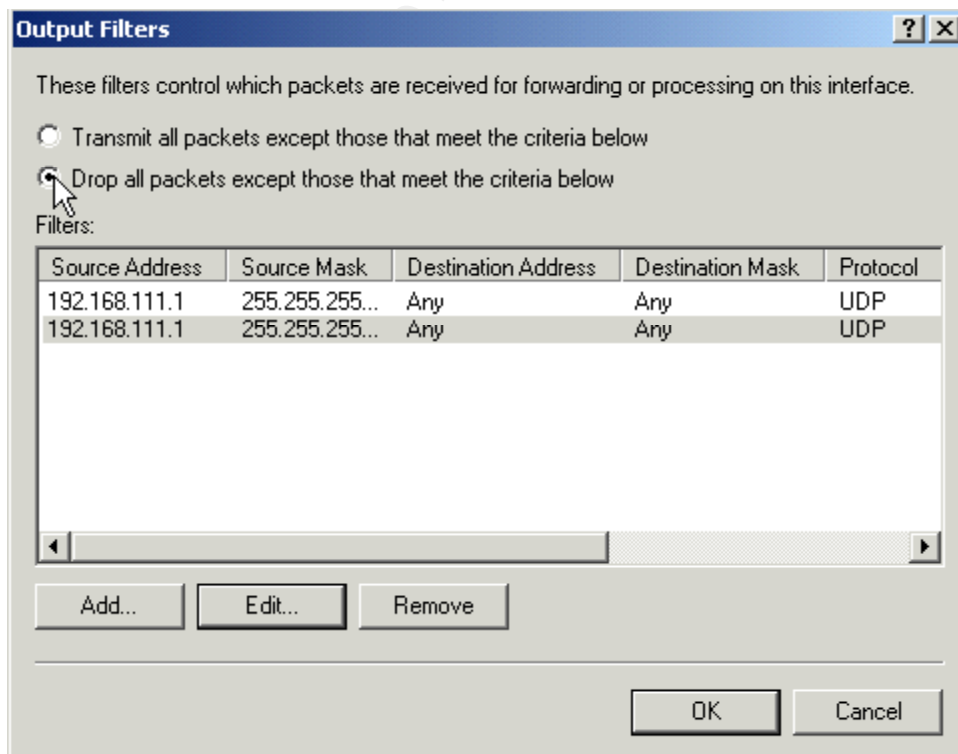 Output Filters
These filters control which packets are received for forwarding or processing on this interface.
Transmit all packets except those that meet the criteria below
Drop all packets except those that meet the criteria below
Filters:
Source Address Source Mask Destination Address Destination Mask Protocol
192.168.111.1 255.255.255... Any Any UDP
192.168.111.1 255.255.255... Any Any UDP
Add... Edit... Remove
OK Cancel